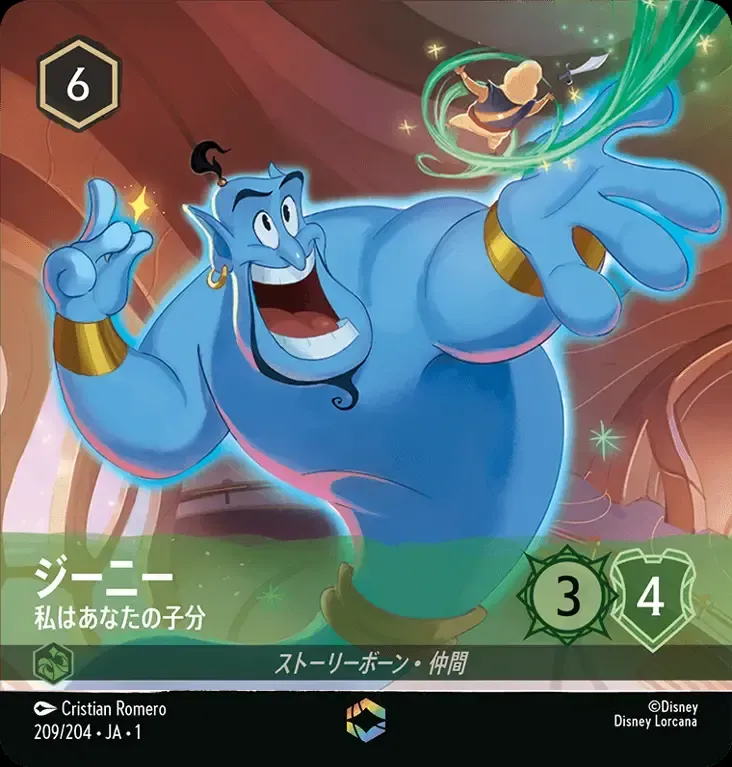 6
ジーニー
私はあなたの子分
3
4
ストーリーボーン・仲間
Cristian Romero
209/204・JA・1
©Disney
Disney Lorcana